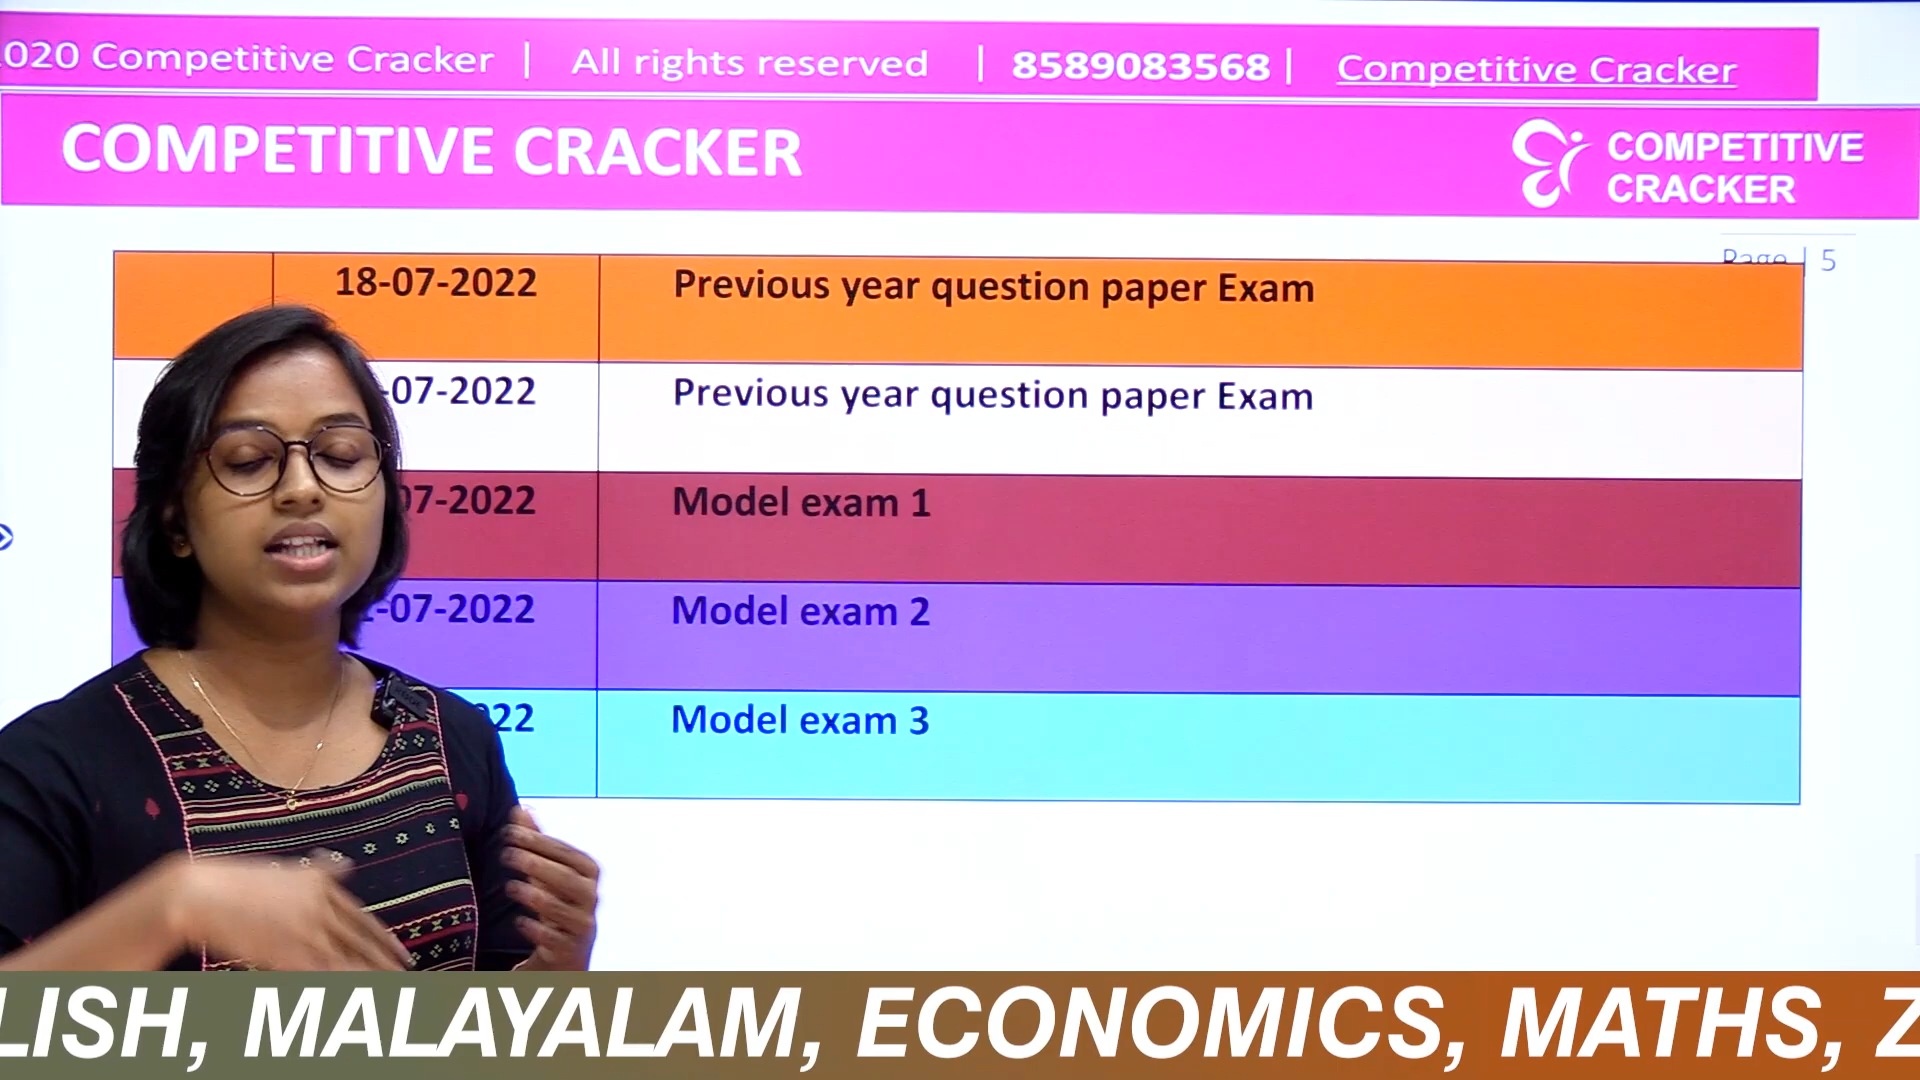 020 Competitive Cracker | All rights reserved | 8589083568 | Competitive Cracker
COMPETITIVE CRACKER
COMPETITIVE
CRACKER
Page | 5
18-07-2022 Previous year question paper Exam
-07-2022 Previous year question paper Exam
07-2022 Model exam 1
-07-2022 Model exam 2
22 Model exam 3
LISH, MALAYALAM, ECONOMICS, MATHS, Z